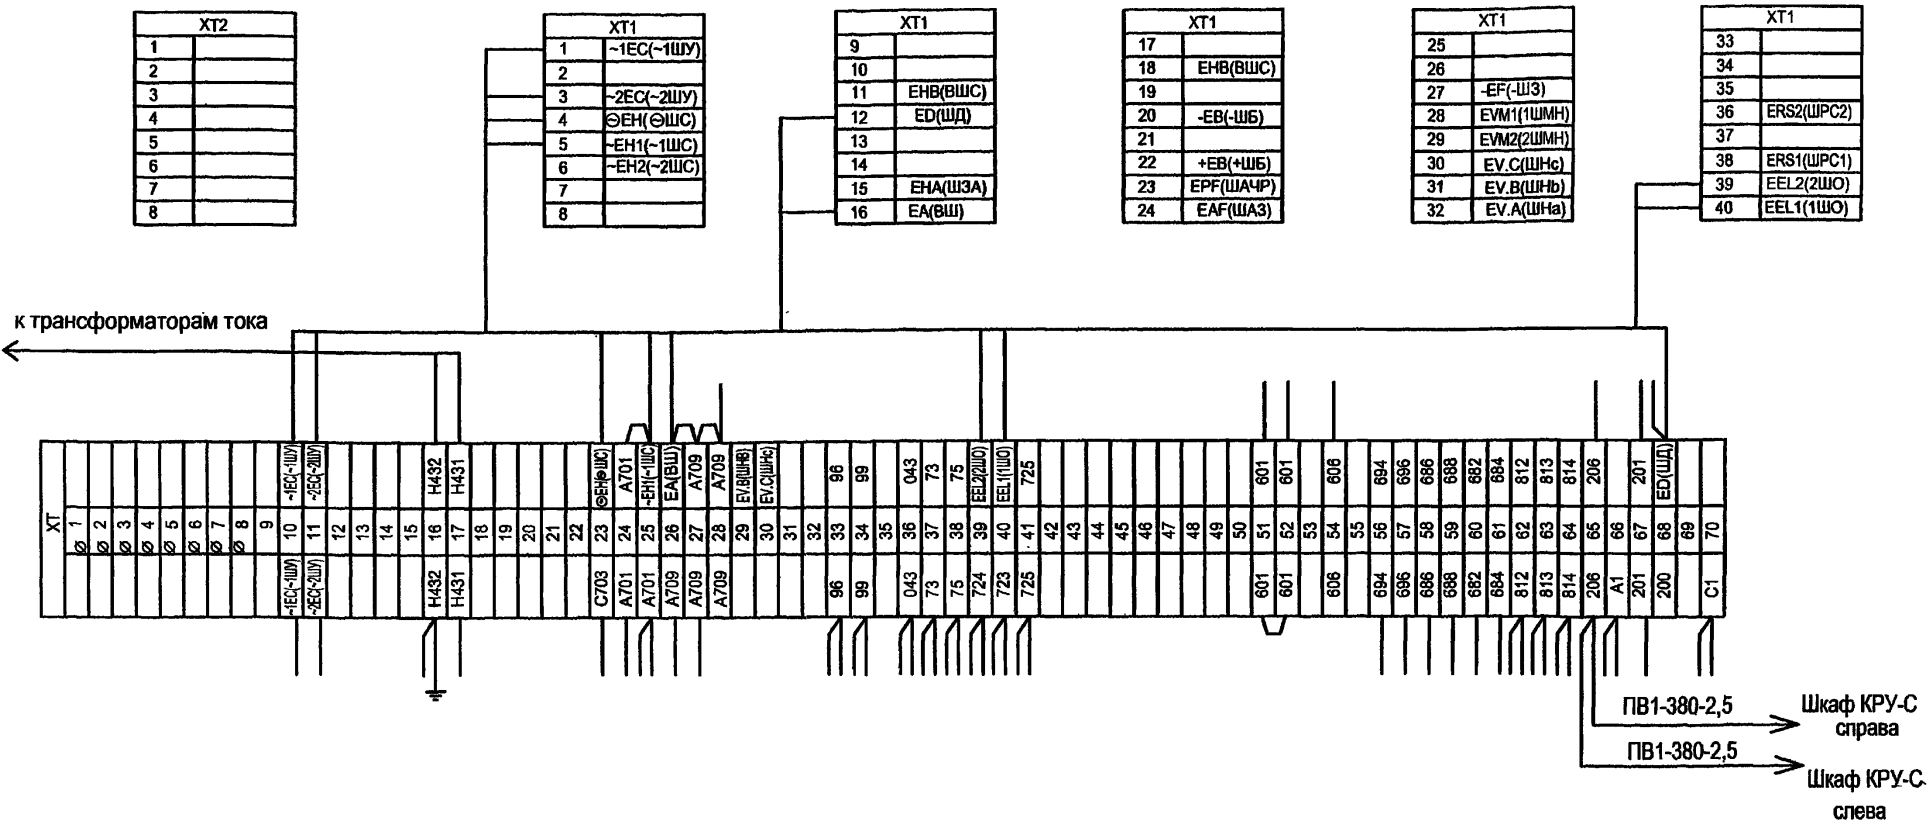 XT2
1
2
3
4
5
6
7
8
XT1
1 ~1EC(~1ШУ)
2
3 ~2EC(~2ШУ)
4 ⊖EH(⊖ШС)
5 ~EH1(~1ШС)
6 ~EH2(~2ШС)
7
8
XT1
9
10
11 EHB(ВШС)
12 ED(ШД)
13
14
15 EHA(ШЗА)
16 EA(ВШ)
XT1
17
18 EHB(ВШС)
19
20 -EB(-ШБ)
21
22 +EB(+ШБ)
23 EPF(ШАЧР)
24 EAF(ШАЗ)
XT1
25
26
27 -EF(-ШЗ)
28 EVM1(1ШМН)
29 EVM2(2ШМН)
30 EV.C(ШНс)
31 EV.B(ШНb)
32 EV.A(ШНа)
XT1
33
34
35
36 ERS2(ШРС2)
37
38 ERS1(ШРС1)
39 EEL2(2ШО)
40 EEL1(1ШО)
к трансформаторам тока
XT
~1EC(~1ШУ) ~2EC(~2ШУ) H432 H431 ⊖EH(⊖ШС) A701 ~EH1(~1ШС) EA(ВШ) A709 A709 EV.B(ШНВ) EV.C(ШНс) 96 99 043 73 75 EEL2(2ШО) EEL1(1ШО) 725 601 601 606 694 696 686 688 682 684 812 813 814 206 201 ED(ШД)
Ø 1 Ø 2 Ø 3 Ø 4 Ø 5 Ø 6 Ø 7 Ø 8 9 10 11 12 13 14 15 16 17 18 19 20 21 22 23 24 25 26 27 28 29 30 31 32 33 34 35 36 37 38 39 40 41 42 43 44 45 46 47 48 49 50 51 52 53 54 55 56 57 58 59 60 61 62 63 64 65 66 67 68 69 70
~1EC(~1ШУ) ~2EC(~2ШУ) H432 H431 C703 A701 A701 A709 A709 A709 96 99 043 73 75 724 723 725 601 601 606 694 696 686 688 682 684 812 813 814 206 A1 201 200 C1
ПВ1-380-2,5
Шкаф КРУ-С
справа
ПВ1-380-2,5
Шкаф КРУ-С
слева